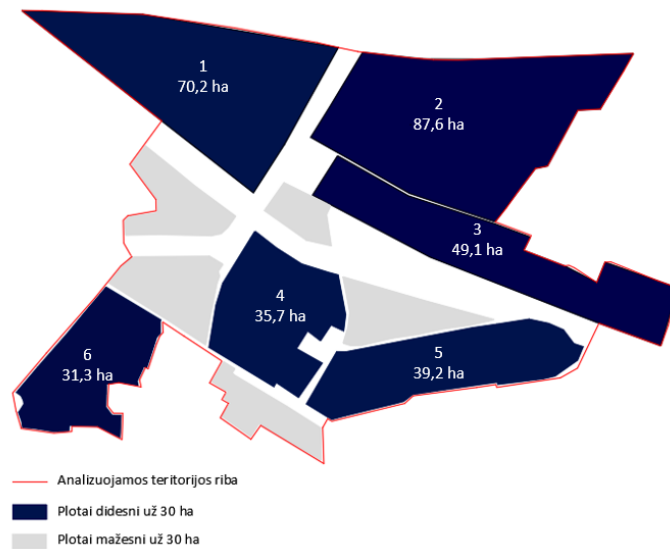 1
70,2 ha
2
87,6 ha
3
49,1 ha
4
35,7 ha
5
39,2 ha
6
31,3 ha
Analizuojamos teritorijos riba
Plotai didesni už 30 ha
Plotai mažesni už 30 ha